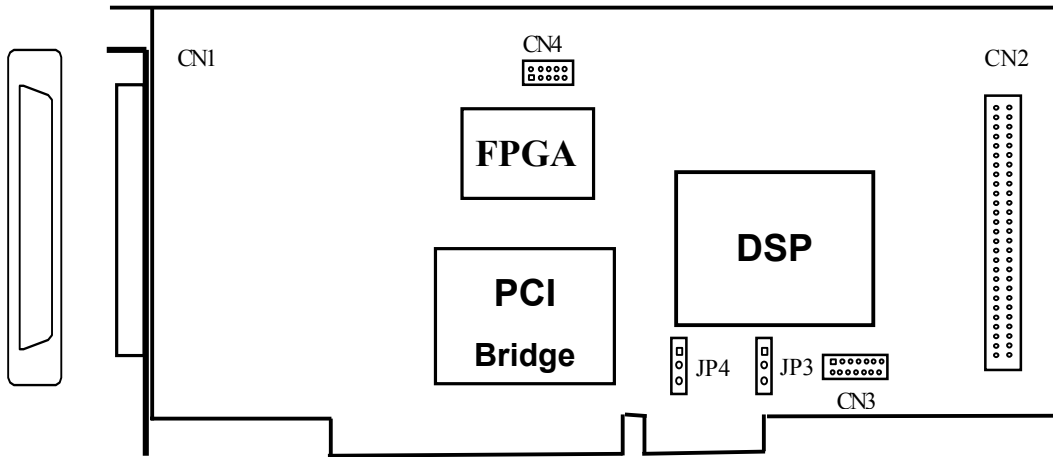 CN1
CN4
CN2
FPGA
DSP
PCI
Bridge
JP4
JP3
CN3